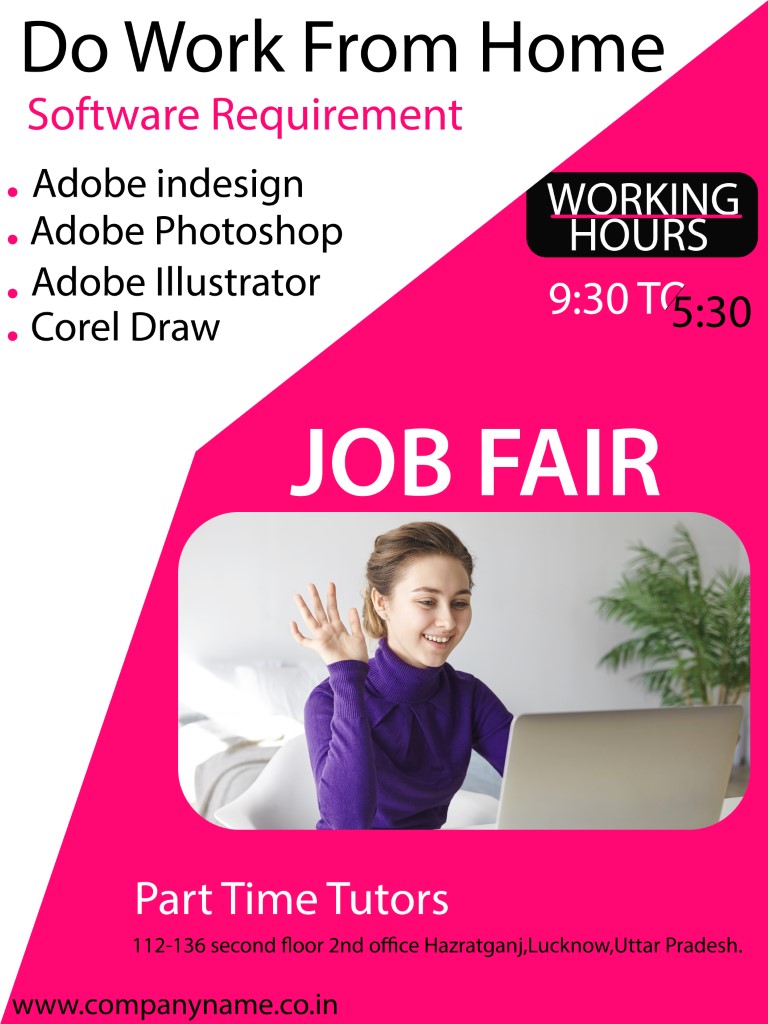 Do Work From Home
Software Requirement
• Adobe indesign
• Adobe Photoshop
• Adobe Illustrator
• Corel Draw
WORKING
HOURS
9:30 TO 5:30
JOB FAIR
Part Time Tutors
112-136 second floor 2nd office Hazratganj,Lucknow,Uttar Pradesh.
www.companyname.co.in